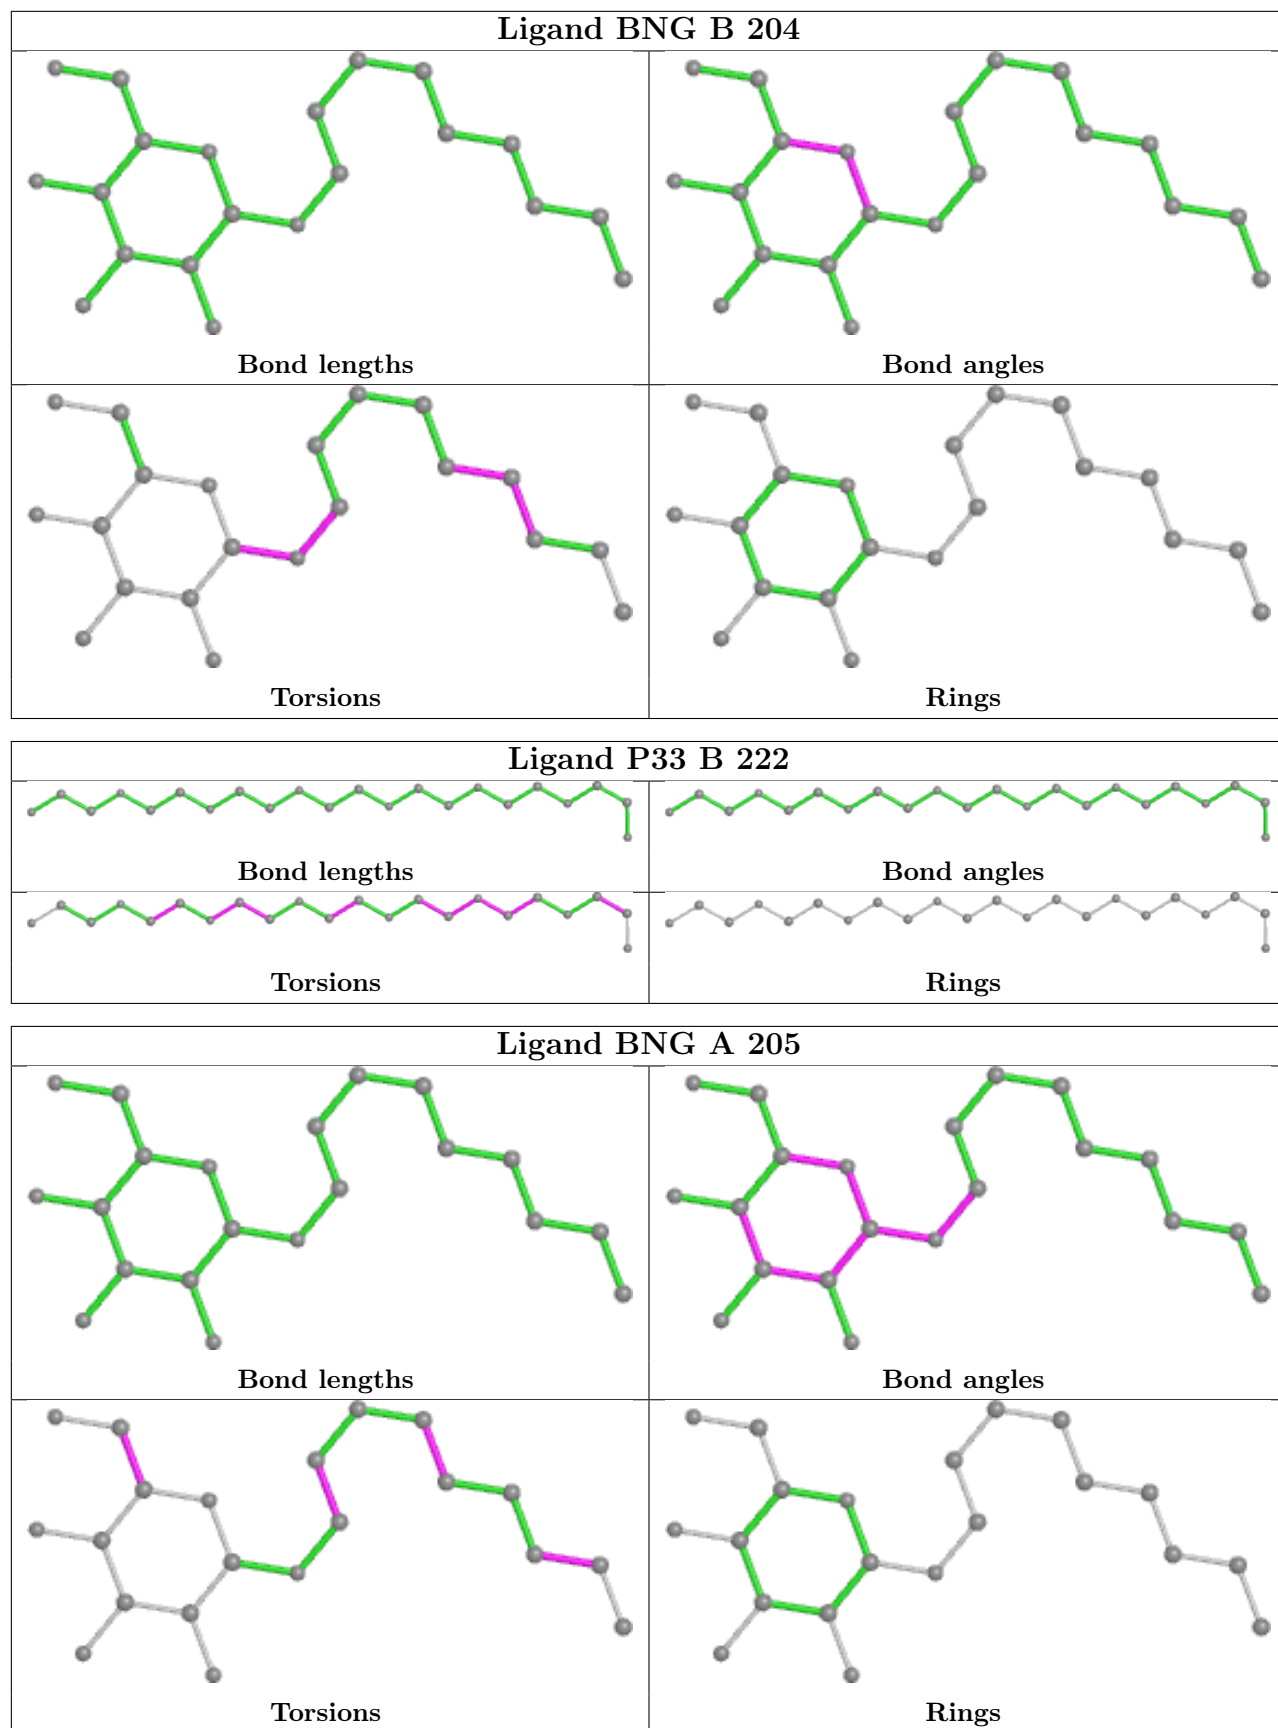 Ligand BNG B 204
Bond lengths
Bond angles
Torsions
Rings
Ligand P33 B 222
Bond lengths
Bond angles
Torsions
Rings
Ligand BNG A 205
Bond lengths
Bond angles
Torsions
Rings